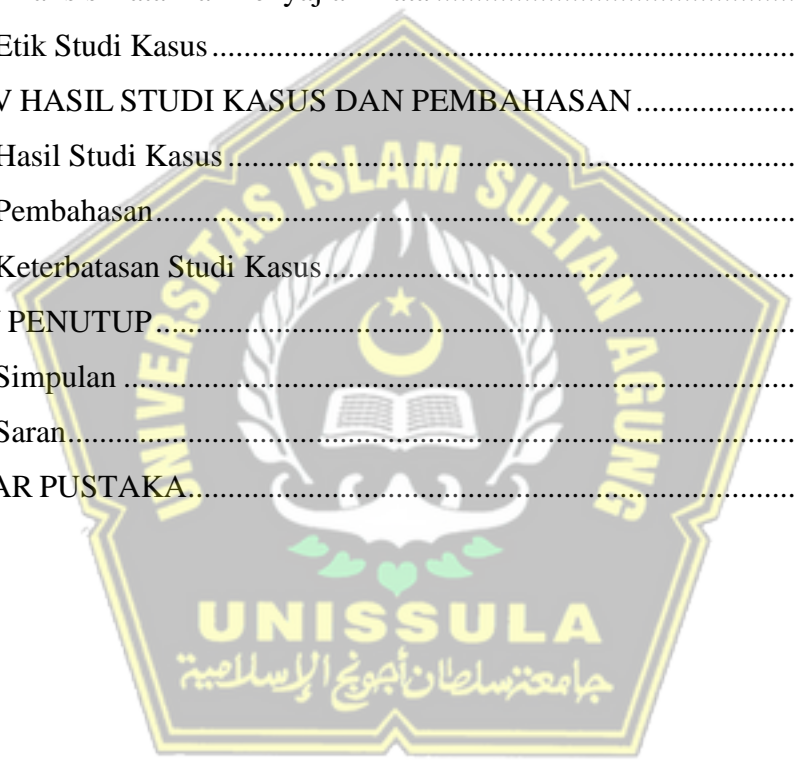 Etik Studi Kasus
V HASIL STUDI KASUS DAN PEMBAHASAN
Hasil Studi Kasus
Pembahasan
Keterbatasan Studi Kasus
PENUTUP
Simpulan
Saran
AR PUSTAKA
UNIVERSITAS ISLAM SULTAN AGUNG
UNISSULA
جامعة سلطان أجونج الإسلامية